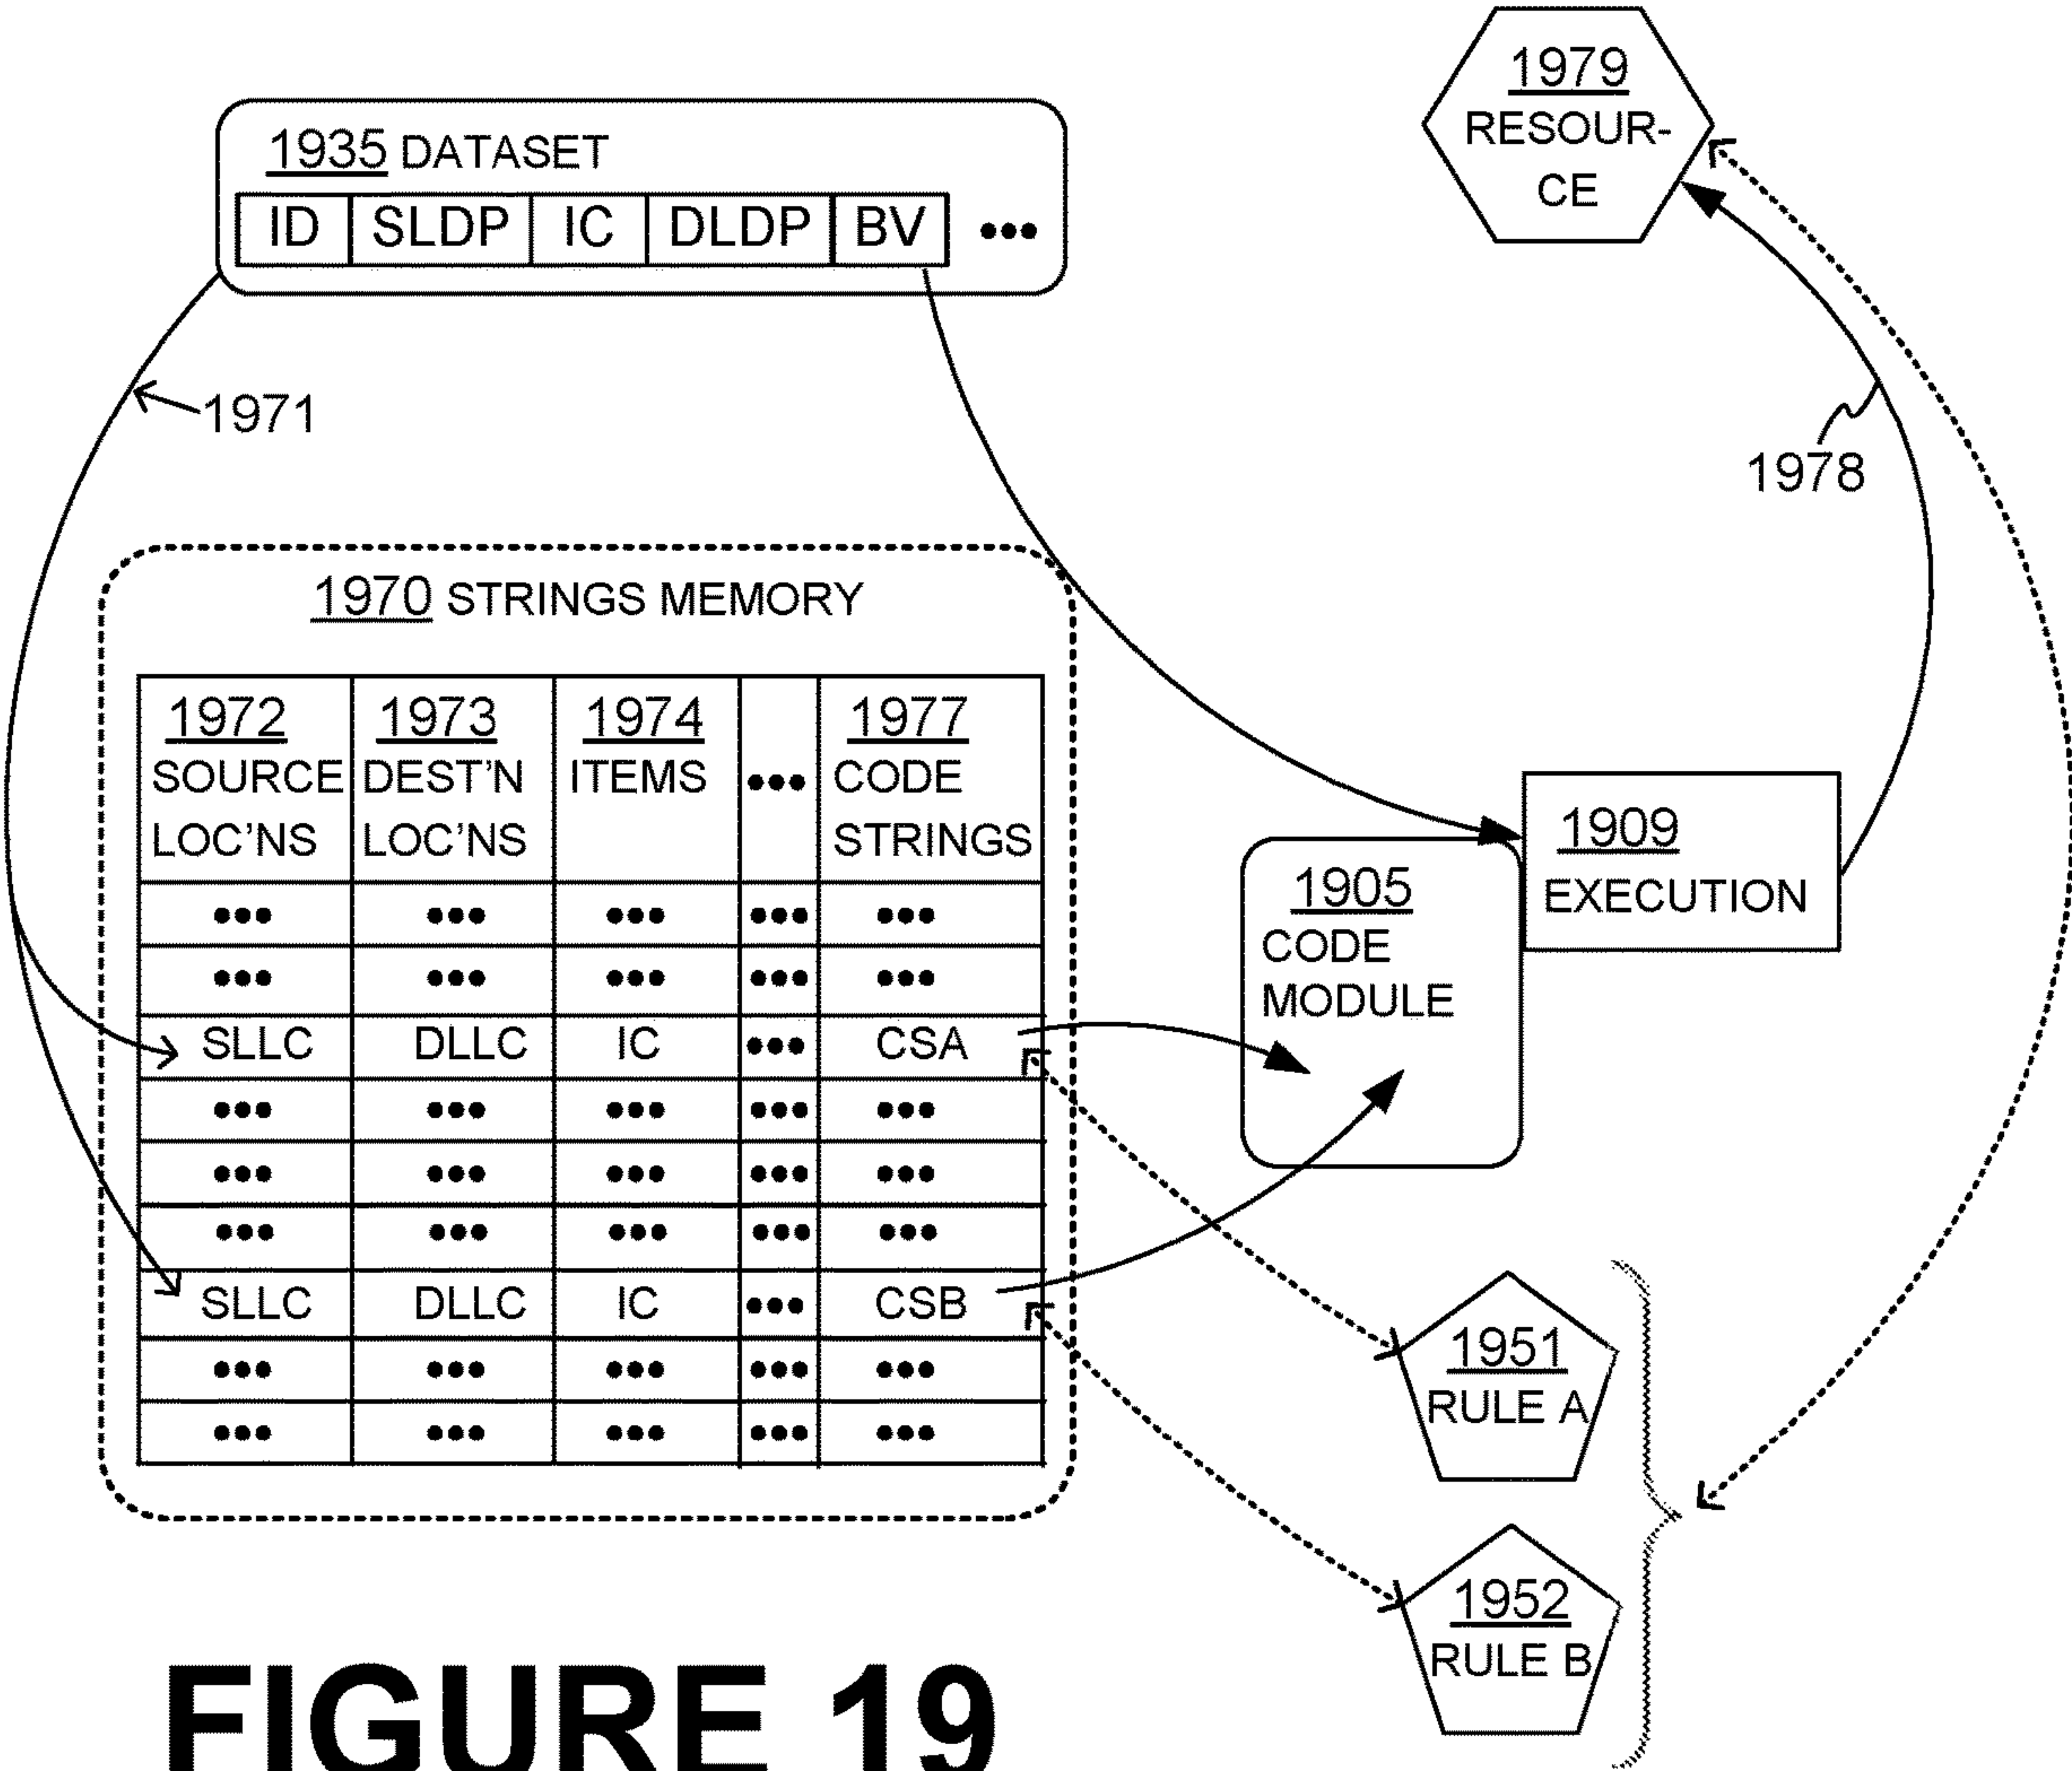 1979
RESOUR-
CE
1935 DATASET
ID SLDP IC DLDP BV •••
1971
1978
1970 STRINGS MEMORY
1972 SOURCE LOC'NS
1973 DEST'N LOC'NS
1974 ITEMS
•••
1977 CODE STRINGS
••• ••• ••• ••• •••
••• ••• ••• ••• •••
SLLC DLLC IC ••• CSA
••• ••• ••• ••• •••
••• ••• ••• ••• •••
••• ••• ••• ••• •••
SLLC DLLC IC ••• CSB
••• ••• ••• ••• •••
••• ••• ••• ••• •••
1909
EXECUTION
1905
CODE
MODULE
1951
RULE A
1952
RULE B
FIGURE 19